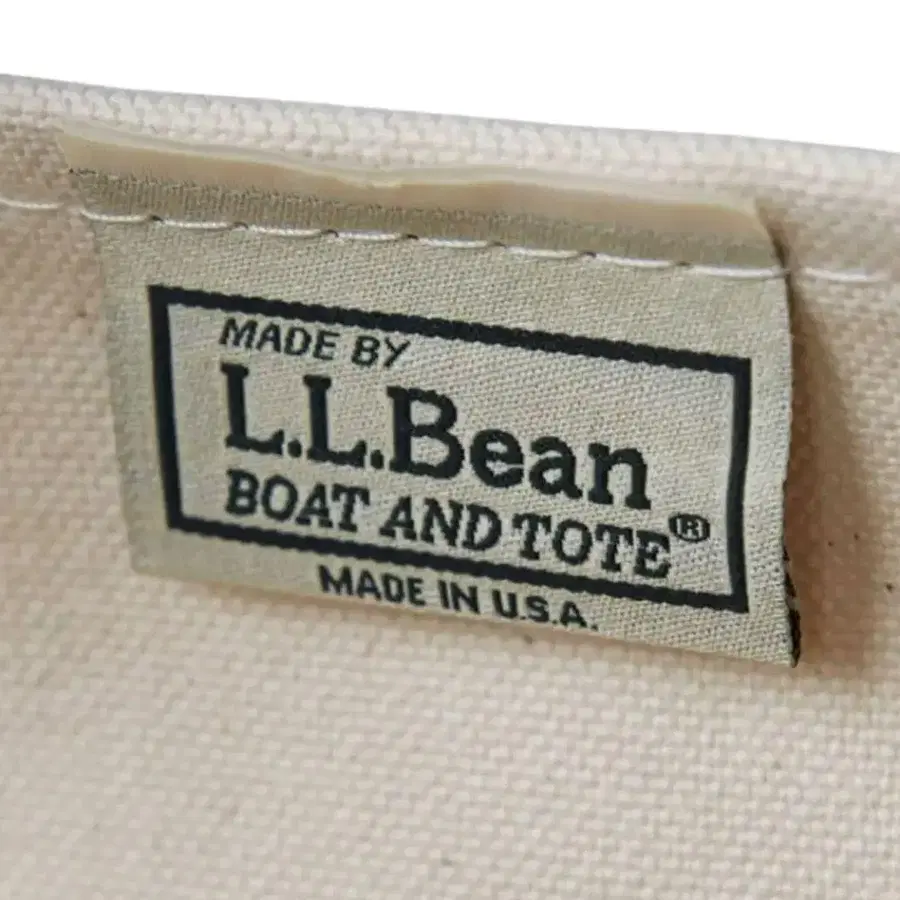 MADE BY
L.L.Bean
BOAT AND TOTE®
MADE IN U.S.A.